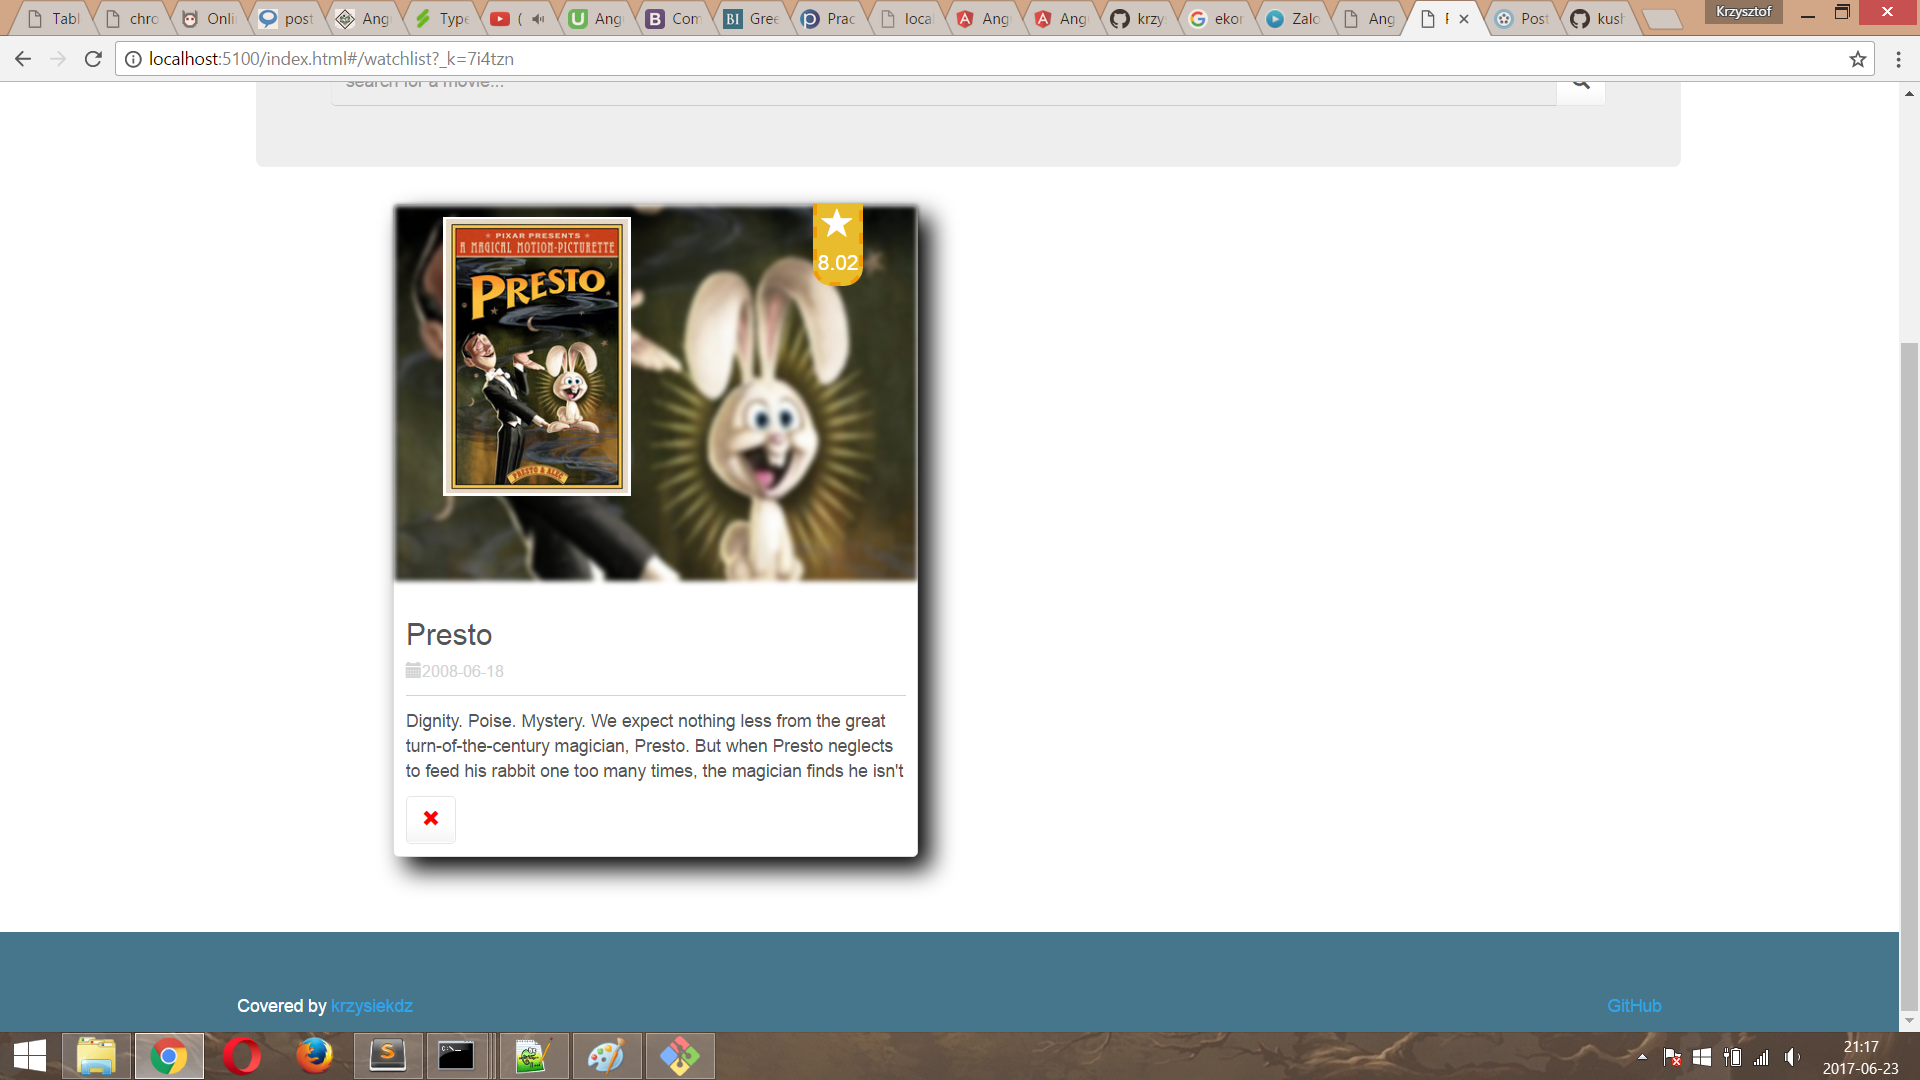 Tabl
chro
Onli
post
Ang
Type
(
Ang
Com
Gree
Prac
loca
Ang
Ang
krzy
ekor
Zalo
Ang
Post
kush
Krzysztof
localhost:5100/index.html#/watchlist?_k=7i4tzn
search for a movie...
PIXAR PRESENTS
A MAGICAL MOTION-PICTURETTE
PRESTO
PRESTO & ALEC
8.02
Presto
2008-06-18
Dignity. Poise. Mystery. We expect nothing less from the great
turn-of-the-century magician, Presto. But when Presto neglects
to feed his rabbit one too many times, the magician finds he isn't
Covered by krzysiekdz
GitHub
21:17
2017-06-23